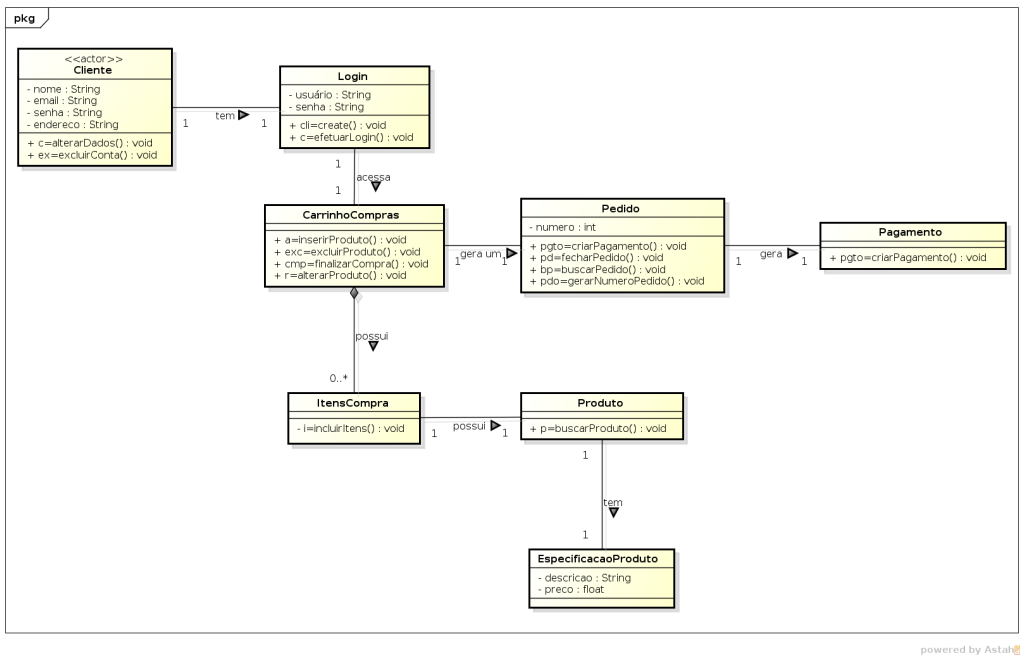 pkg
<<actor>>
Cliente
- nome : String
- email : String
- senha : String
- endereco : String
+ c=alterarDados() : void
+ ex=excluirConta() : void
1
tem
1
Login
- usuário : String
- senha : String
+ cli=create() : void
+ c=efetuarLogin() : void
1
acessa
1
CarrinhoCompras
+ a=inserirProduto() : void
+ exc=excluirProduto() : void
+ cmp=finalizarCompra() : void
+ r=alterarProduto() : void
1
gera um
1
Pedido
- numero : int
+ pgto=criarPagamento() : void
+ pd=fecharPedido() : void
+ bp=buscarPedido() : void
+ pdo=gerarNumeroPedido() : void
1
gera
1
Pagamento
+ pgto=criarPagamento() : void
possui
0..*
ItensCompra
- i=incluirItens() : void
1
possui
1
Produto
+ p=buscarProduto() : void
1
tem
1
EspecificacaoProduto
- descricao : String
- preco : float
powered by Astah